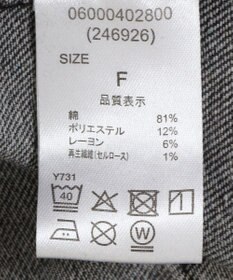 06000402800
(246926)
SIZE
F
品質表示
綿 81%
ポリエステル 12%
レーヨン 6%
再生繊維(セルロース) 1%
Y731
40
W